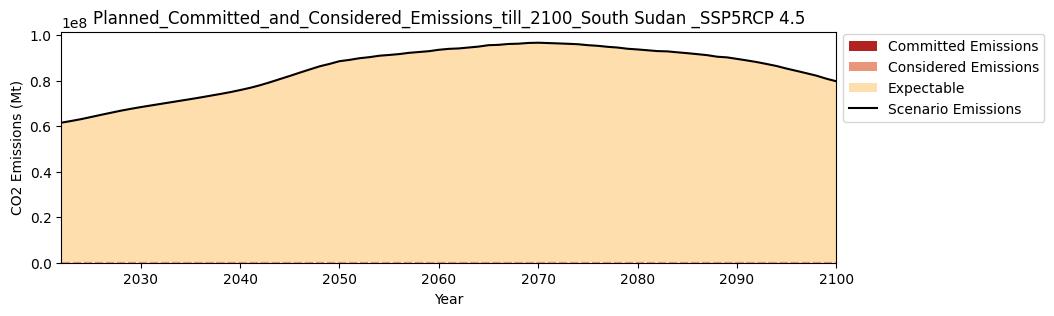 Planned_Committed_and_Considered_Emissions_till_2100_South Sudan _SSP5RCP 4.5
1e8
1.0
0.8
0.6
0.4
0.2
0.0
CO2 Emissions (Mt)
2030 2040 2050 2060 2070 2080 2090 2100
Year
Committed Emissions
Considered Emissions
Expectable
Scenario Emissions